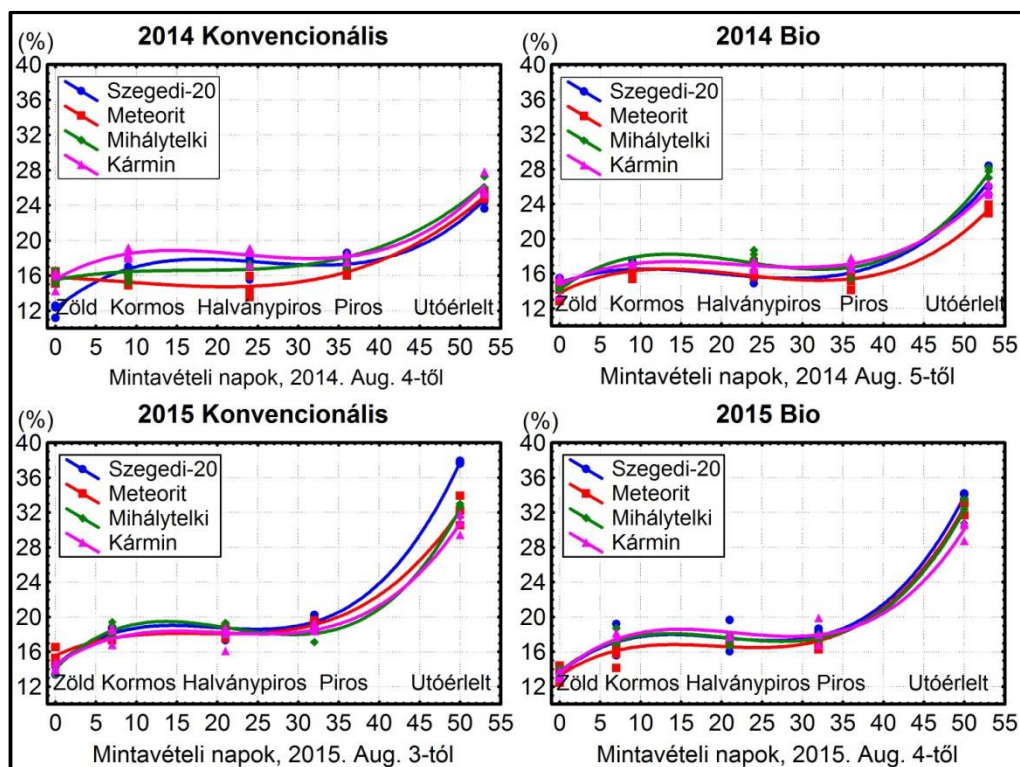 2014 Konvencionális
(%)
40
36
32
28
24
20
16
12
Szegedi-20
Meteorit
Mihálytelki
Kármin
Zöld Kormos Halványpiros Piros Utóérlelt
0 5 10 15 20 25 30 35 40 45 50 55
Mintavételi napok, 2014. Aug. 4-től
2014 Bio
(%)
40
36
32
28
24
20
16
12
Szegedi-20
Meteorit
Mihálytelki
Kármin
Zöld Kormos Halványpiros Piros Utóérlelt
0 5 10 15 20 25 30 35 40 45 50 55
Mintavételi napok, 2014 Aug. 5-től
2015 Konvencionális
(%)
40
36
32
28
24
20
16
12
Szegedi-20
Meteorit
Mihálytelki
Kármin
Zöld Kormos Halványpiros Piros Utóérlelt
0 5 10 15 20 25 30 35 40 45 50 55
Mintavételi napok, 2015. Aug. 3-tól
2015 Bio
(%)
40
36
32
28
24
20
16
12
Szegedi-20
Meteorit
Mihálytelki
Kármin
Zöld Kormos Halványpiros Piros Utóérlelt
0 5 10 15 20 25 30 35 40 45 50 55
Mintavételi napok, 2015. Aug. 4-től